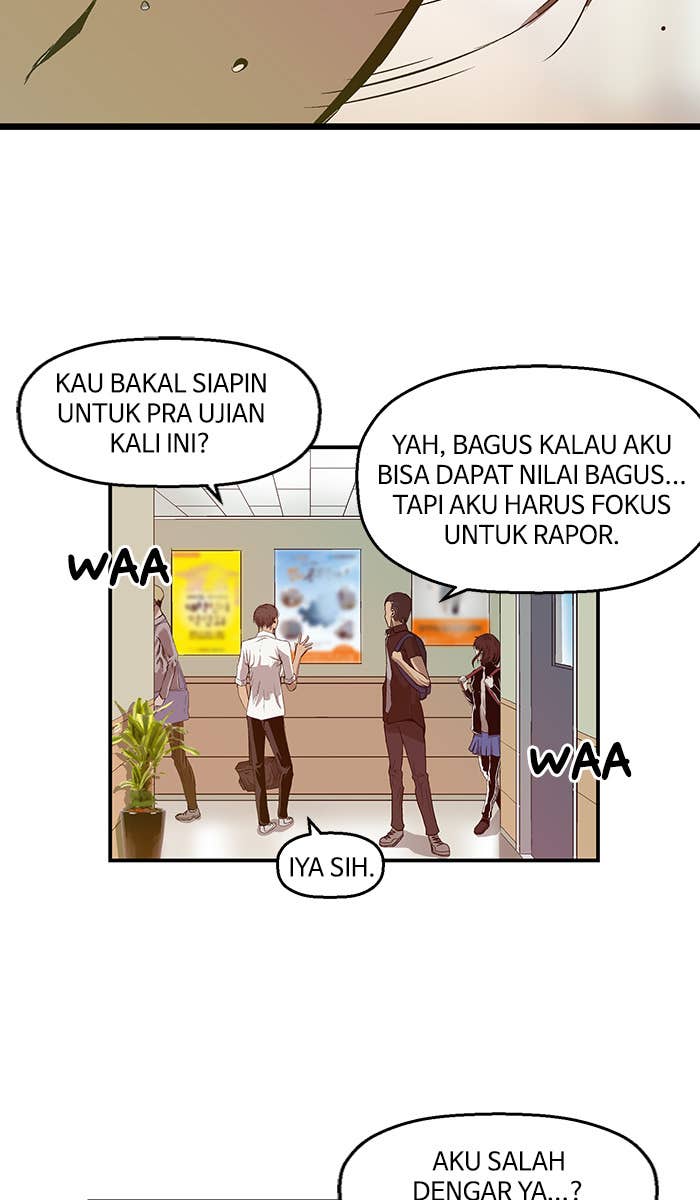 KAU BAKAL SIAPIN
UNTUK PRA UJIAN
KALI INI?
YAH, BAGUS KALAU AKU
BISA DAPAT NILAI BAGUS...
TAPI AKU HARUS FOKUS
UNTUK RAPOR.
WAA
WAA
IYA SIH.
AKU SALAH
DENGAR YA...?